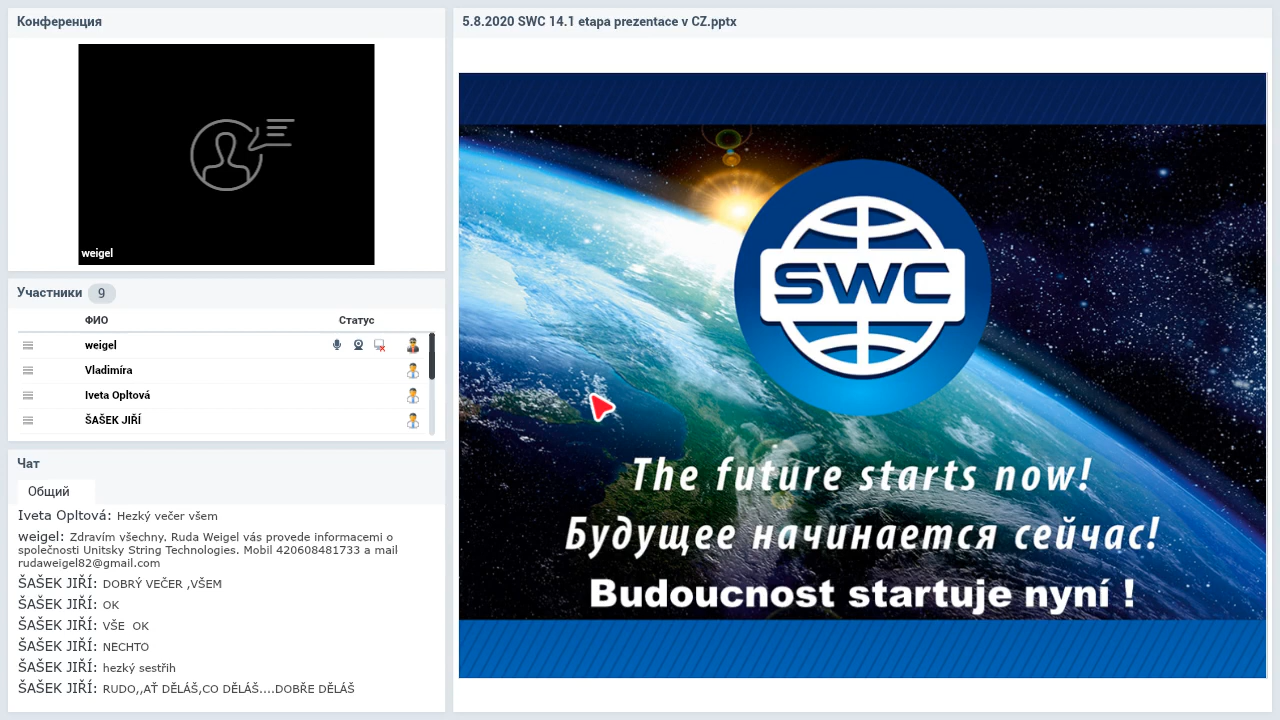 Конференция
weigel
Участники 9
ФИО Статус
weigel
Vladimíra
Iveta Opltová
ŠAŠEK JIŘÍ
Чат
Общий
Iveta Opltová: Hezký večer všem
weigel: Zdravím všechny. Ruda Weigel vás provede informacemi o
společnosti Unitsky String Technologies. Mobil 420608481733 a mail
rudaweigel82@gmail.com
ŠAŠEK JIŘÍ: DOBRÝ VEČER ,VŠEM
ŠAŠEK JIŘÍ: OK
ŠAŠEK JIŘÍ: VŠE OK
ŠAŠEK JIŘÍ: NECHTO
ŠAŠEK JIŘÍ: hezký sestřih
ŠAŠEK JIŘÍ: RUDO,,AŤ DĚLÁŠ,CO DĚLÁŠ....DOBŘE DĚLÁŠ
5.8.2020 SWC 14.1 etapa prezentace v CZ.pptx
SWC
The future starts now!
Будущее начинается сейчас!
Budoucnost startuje nyní !